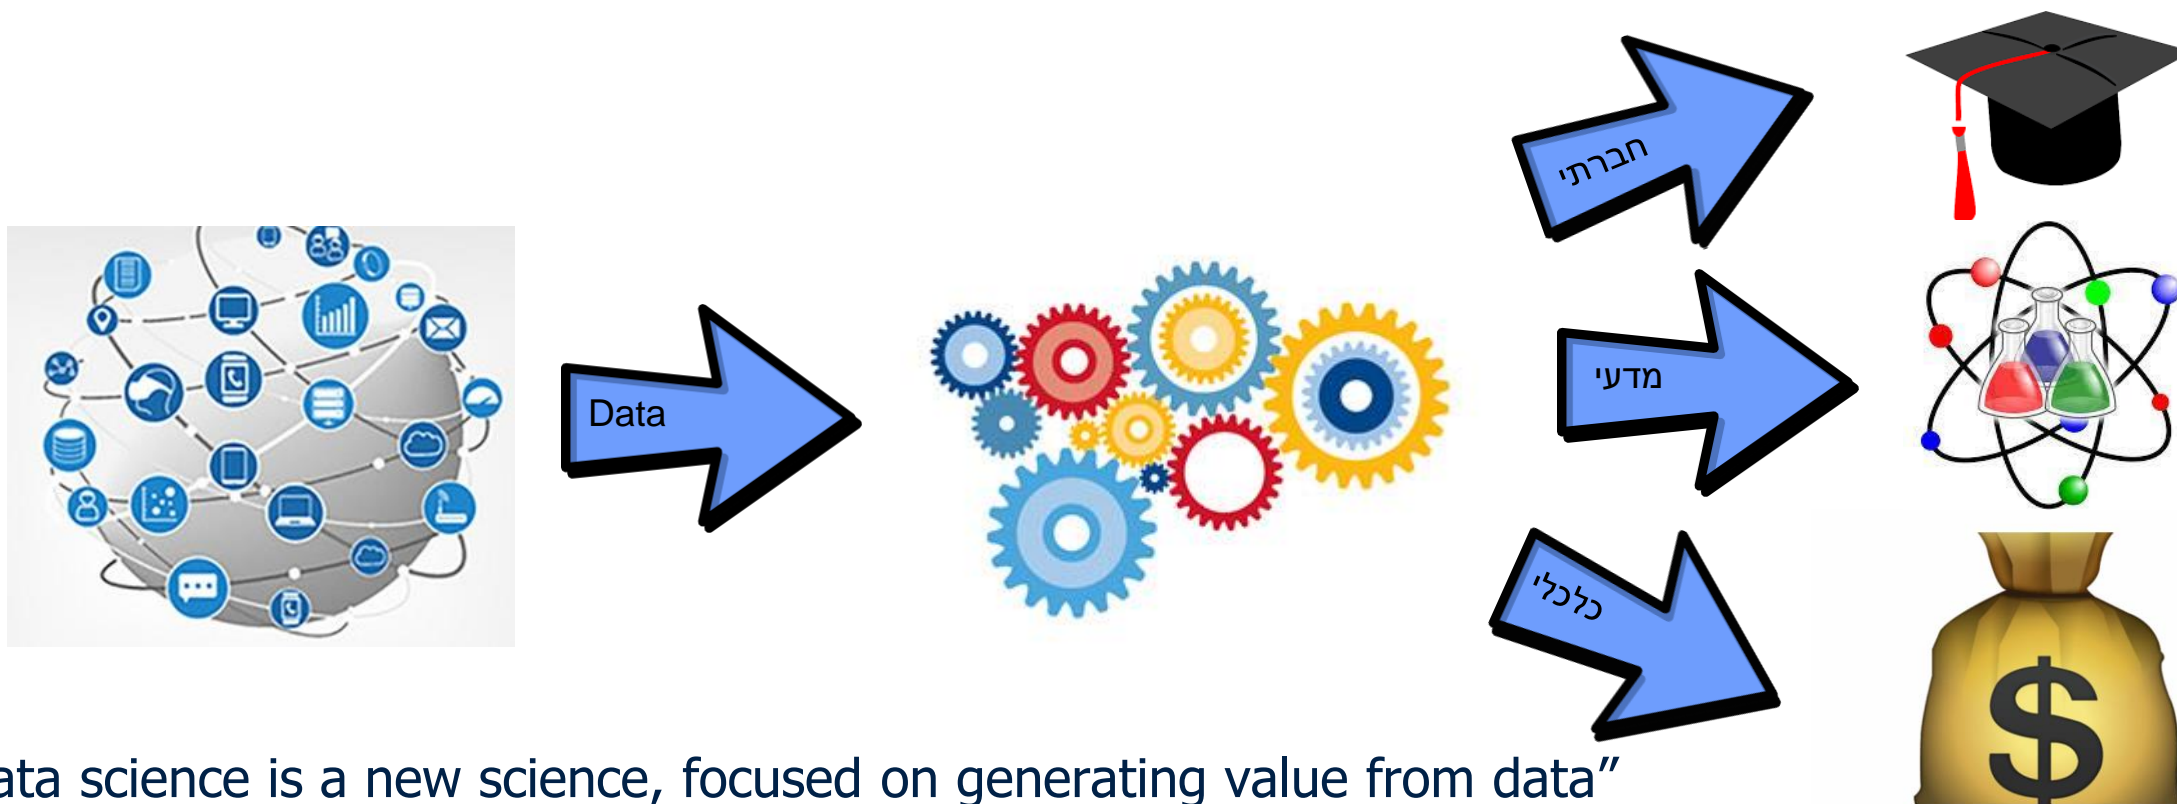 חברתי
Data
מדעי
כלכלי
ata science is a new science, focused on generating value from data”